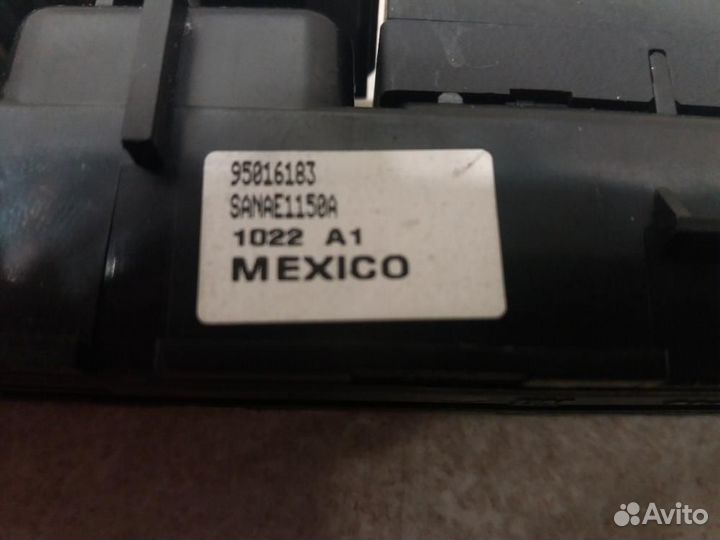 95016183
SANAE1150A
1022 A1
MEXICO
Avito